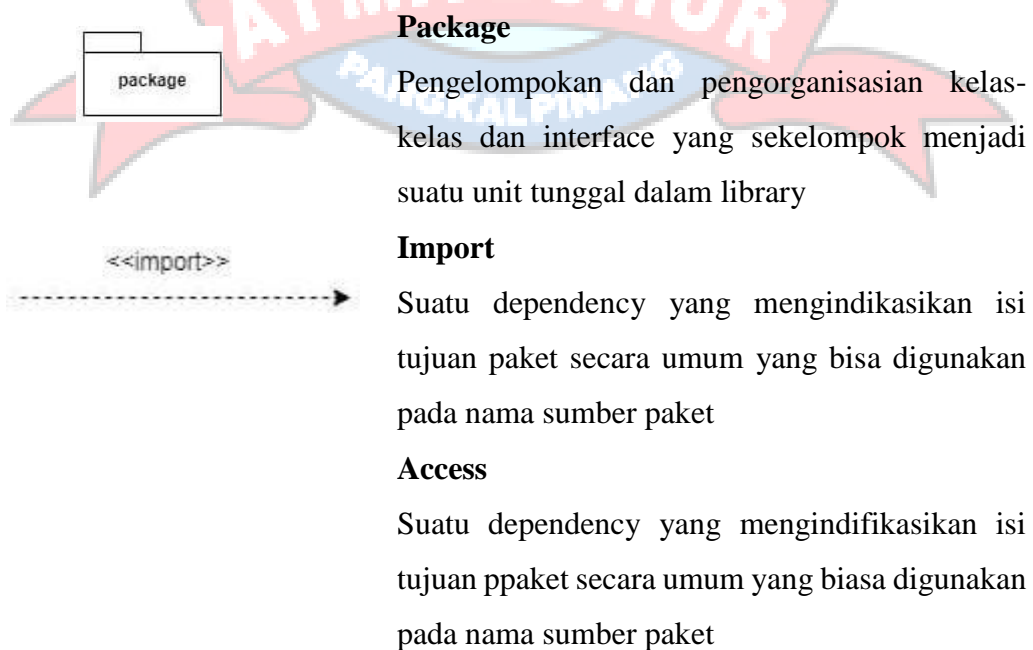 Package
package
Pengelompokan dan pengorganisasian kelas-
kelas dan interface yang sekelompok menjadi
suatu unit tunggal dalam library
<<import>>
Import
Suatu dependency yang mengindikasikan isi
tujuan paket secara umum yang bisa digunakan
pada nama sumber paket
Access
Suatu dependency yang mengindifikasikan isi
tujuan ppaket secara umum yang biasa digunakan
pada nama sumber paket
PANGKALPINANG